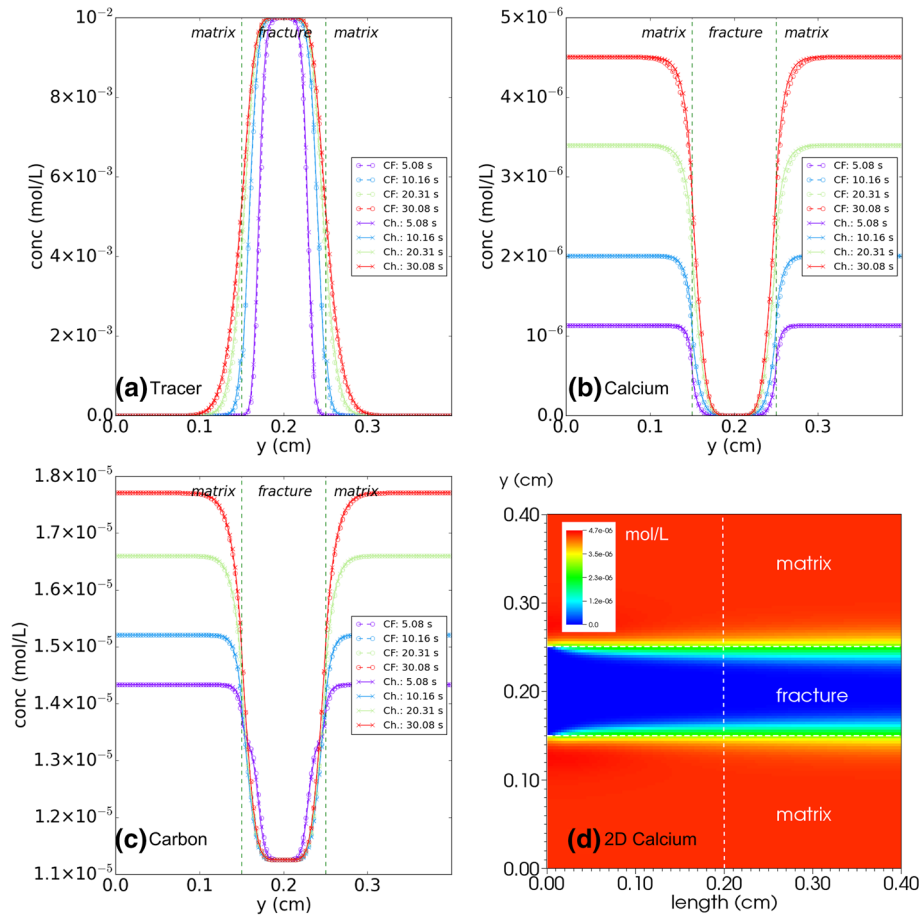 10⁻²
8×10⁻³
6×10⁻³
4×10⁻³
2×10⁻³
0.0
conc (mol/L)
matrix fracture matrix
CF: 5.08 s
CF: 10.16 s
CF: 20.31 s
CF: 30.08 s
Ch.: 5.08 s
Ch.: 10.16 s
Ch.: 20.31 s
Ch.: 30.08 s
(a) Tracer
0.0 0.1 0.2 0.3
y (cm)
5×10⁻⁶
4×10⁻⁶
3×10⁻⁶
2×10⁻⁶
10⁻⁶
0.0
conc (mol/L)
matrix fracture matrix
CF: 5.08 s
CF: 10.16 s
CF: 20.31 s
CF: 30.08 s
Ch.: 5.08 s
Ch.: 10.16 s
Ch.: 20.31 s
Ch.: 30.08 s
(b) Calcium
0.0 0.1 0.2 0.3
y (cm)
1.8×10⁻⁵
1.7×10⁻⁵
1.6×10⁻⁵
1.5×10⁻⁵
1.4×10⁻⁵
1.3×10⁻⁵
1.2×10⁻⁵
1.1×10⁻⁵
conc (mol/L)
matrix fracture matrix
CF: 5.08 s
CF: 10.16 s
CF: 20.31 s
CF: 30.08 s
Ch.: 5.08 s
Ch.: 10.16 s
Ch.: 20.31 s
Ch.: 30.08 s
(c) Carbon
0.0 0.1 0.2 0.3
y (cm)
y (cm)
0.40
0.30
0.20
0.10
0.00
4.7e-06
3.5e-06
2.3e-06
1.2e-06
0.0
mol/L
matrix
fracture
matrix
(d) 2D Calcium
0.00 0.10 0.20 0.30 0.40
length (cm)